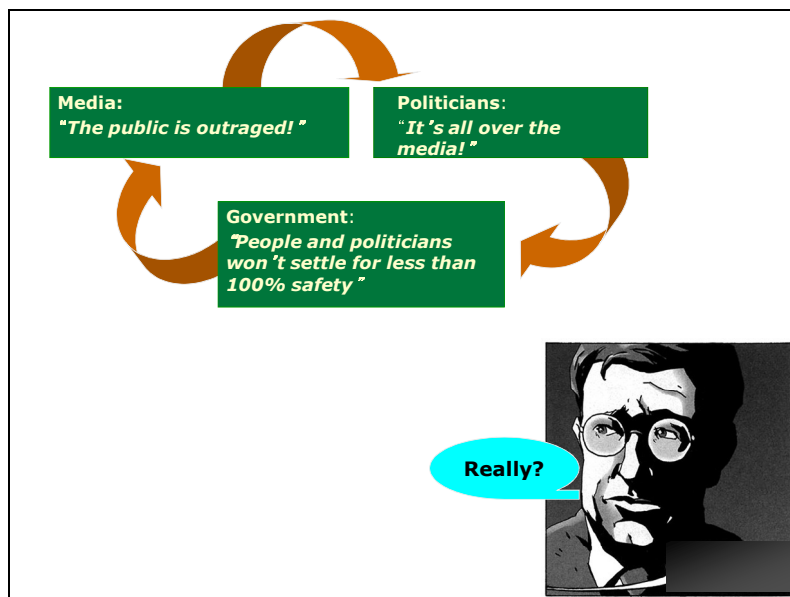 Media:
“The public is outraged!”
Politicians:
“It’s all over the
media!”
Government:
“People and politicians
won’t settle for less than
100% safety”
Really?